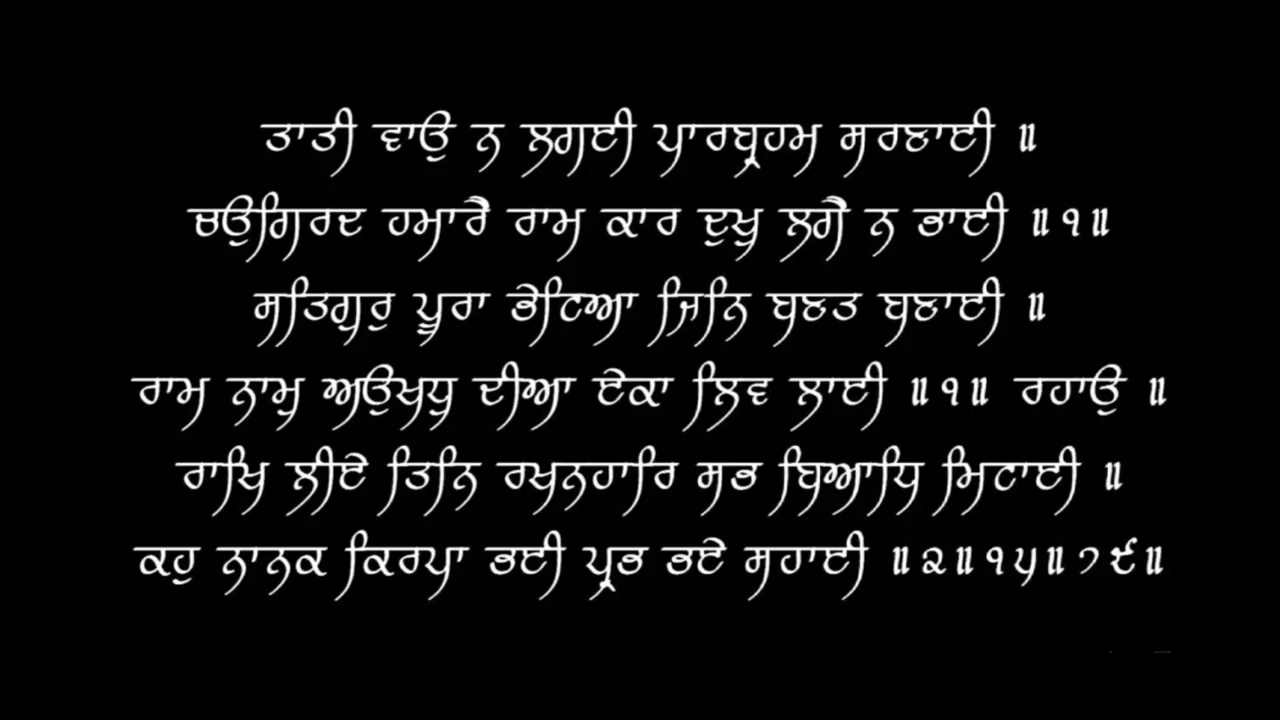 ਤਾਤੀ ਵਾਉ ਨ ਲਗਈ ਪਾਰਬ੍ਰਹਮ ਸਰਣਾਈ ॥
ਚਉਗਿਰਦ ਹਮਾਰੈ ਰਾਮ ਕਾਰ ਦੁਖੁ ਲਗੈ ਨ ਭਾਈ ॥੧॥
ਸਤਿਗੁਰੁ ਪੂਰਾ ਭੇਟਿਆ ਜਿਨਿ ਬਣਤ ਬਣਾਈ ॥
ਰਾਮ ਨਾਮੁ ਅਉਖਧੁ ਦੀਆ ਏਕਾ ਲਿਵ ਲਾਈ ॥੧॥ ਰਹਾਉ ॥
ਰਾਖਿ ਲੀਏ ਤਿਨਿ ਰਖਨਹਾਰਿ ਸਭ ਬਿਆਧਿ ਮਿਟਾਈ ॥
ਕਹੁ ਨਾਨਕ ਕਿਰਪਾ ਭਈ ਪ੍ਰਭ ਭਏ ਸਹਾਈ ॥੨॥੧੫॥੭੯॥